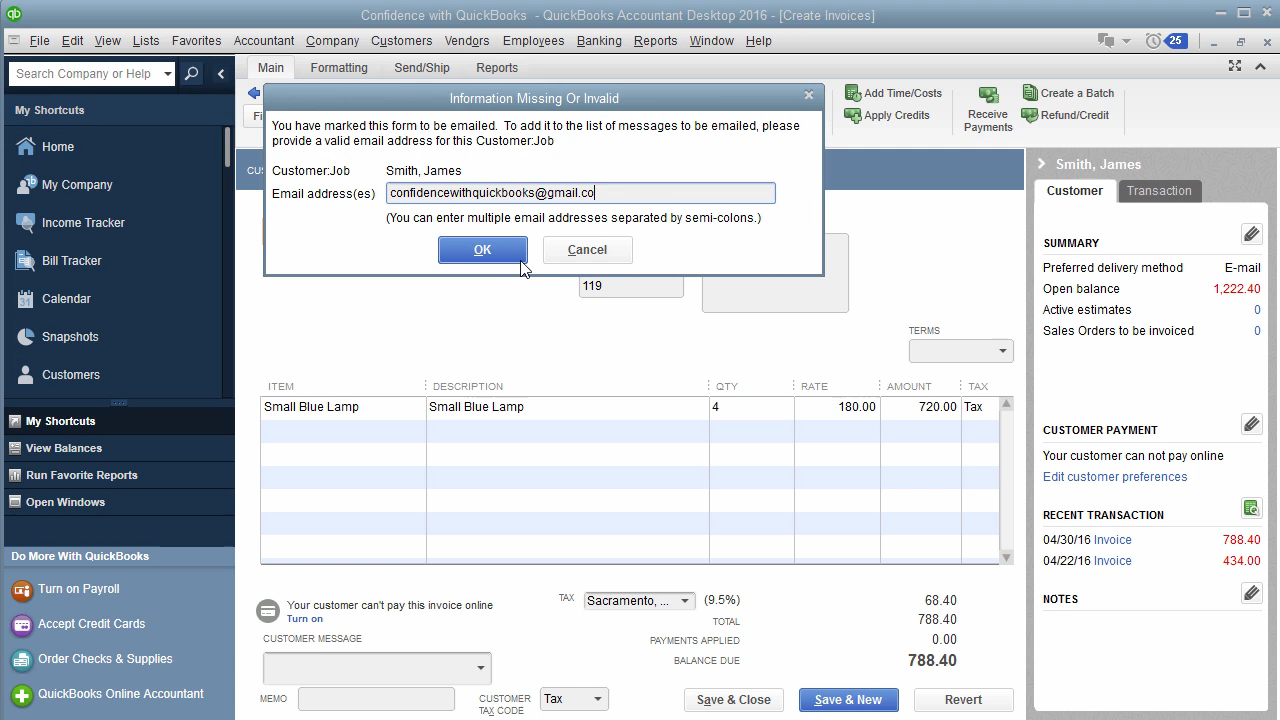 qb
Confidence with QuickBooks - QuickBooks Accountant Desktop 2016 - [Create Invoices]
File Edit View Lists Favorites Accountant Company Customers Vendors Employees Banking Reports Window Help 25
Search Company or Help
Main Formatting Send/Ship Reports
My Shortcuts
Home
My Company
Income Tracker
Bill Tracker
31 Calendar
Snapshots
Customers
My Shortcuts
View Balances
Run Favorite Reports
Open Windows
Do More With QuickBooks
Turn on Payroll
Accept Credit Cards
Order Checks & Supplies
QuickBooks Online Accountant
Fi
Information Missing Or Invalid
You have marked this form to be emailed. To add it to the list of messages to be emailed, please
provide a valid email address for this Customer:Job
Customer:Job Smith, James
Email address(es) confidencewithquickbooks@gmail.co
(You can enter multiple email addresses separated by semi-colons.)
OK Cancel
Add Time/Costs
Apply Credits
Receive
Payments
Create a Batch
Refund/Credit
CUS
119
TERMS
ITEM DESCRIPTION QTY RATE AMOUNT TAX
Small Blue Lamp Small Blue Lamp 4 180.00 720.00 Tax
Your customer can't pay this invoice online
Turn on
TAX Sacramento, ... (9.5%) 68.40
TOTAL 788.40
PAYMENTS APPLIED 0.00
BALANCE DUE 788.40
CUSTOMER MESSAGE
MEMO
CUSTOMER
TAX CODE
Tax
Save & Close Save & New Revert
Smith, James
Customer Transaction
SUMMARY
Preferred delivery method E-mail
Open balance 1,222.40
Active estimates 0
Sales Orders to be invoiced 0
CUSTOMER PAYMENT
Your customer can not pay online
Edit customer preferences
RECENT TRANSACTION
04/30/16 Invoice 788.40
04/22/16 Invoice 434.00
NOTES